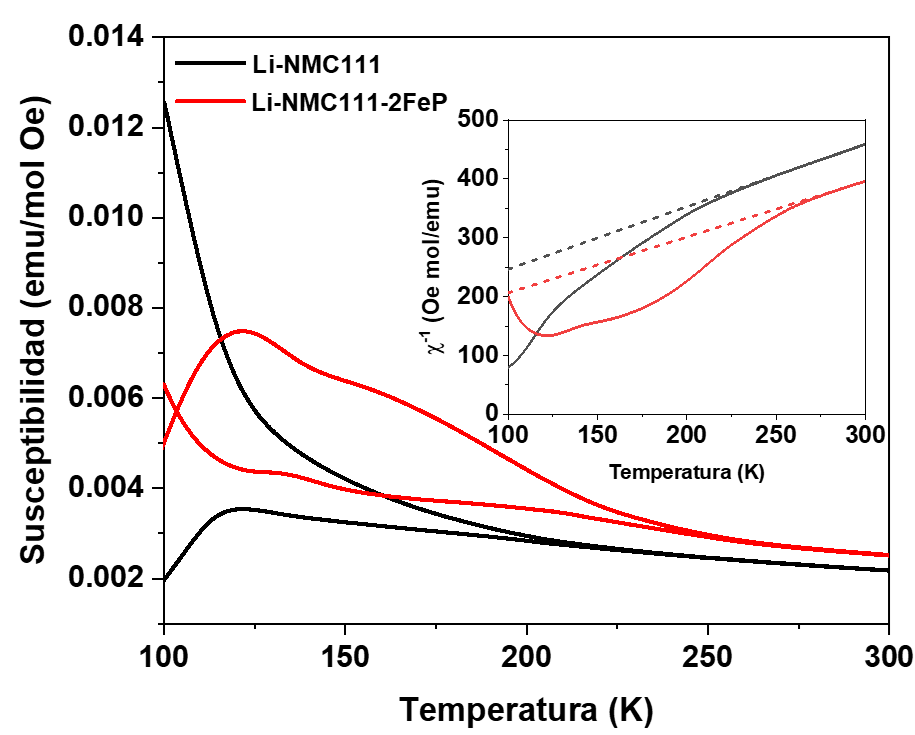 0.014
0.012
0.010
0.008
0.006
0.004
0.002
Susceptibilidad (emu/mol Oe)
Li-NMC111
Li-NMC111-2FeP
500
400
300
200
100
0
χ-1 (Oe mol/emu)
100 150 200 250 300
Temperatura (K)
100 150 200 250 300
Temperatura (K)